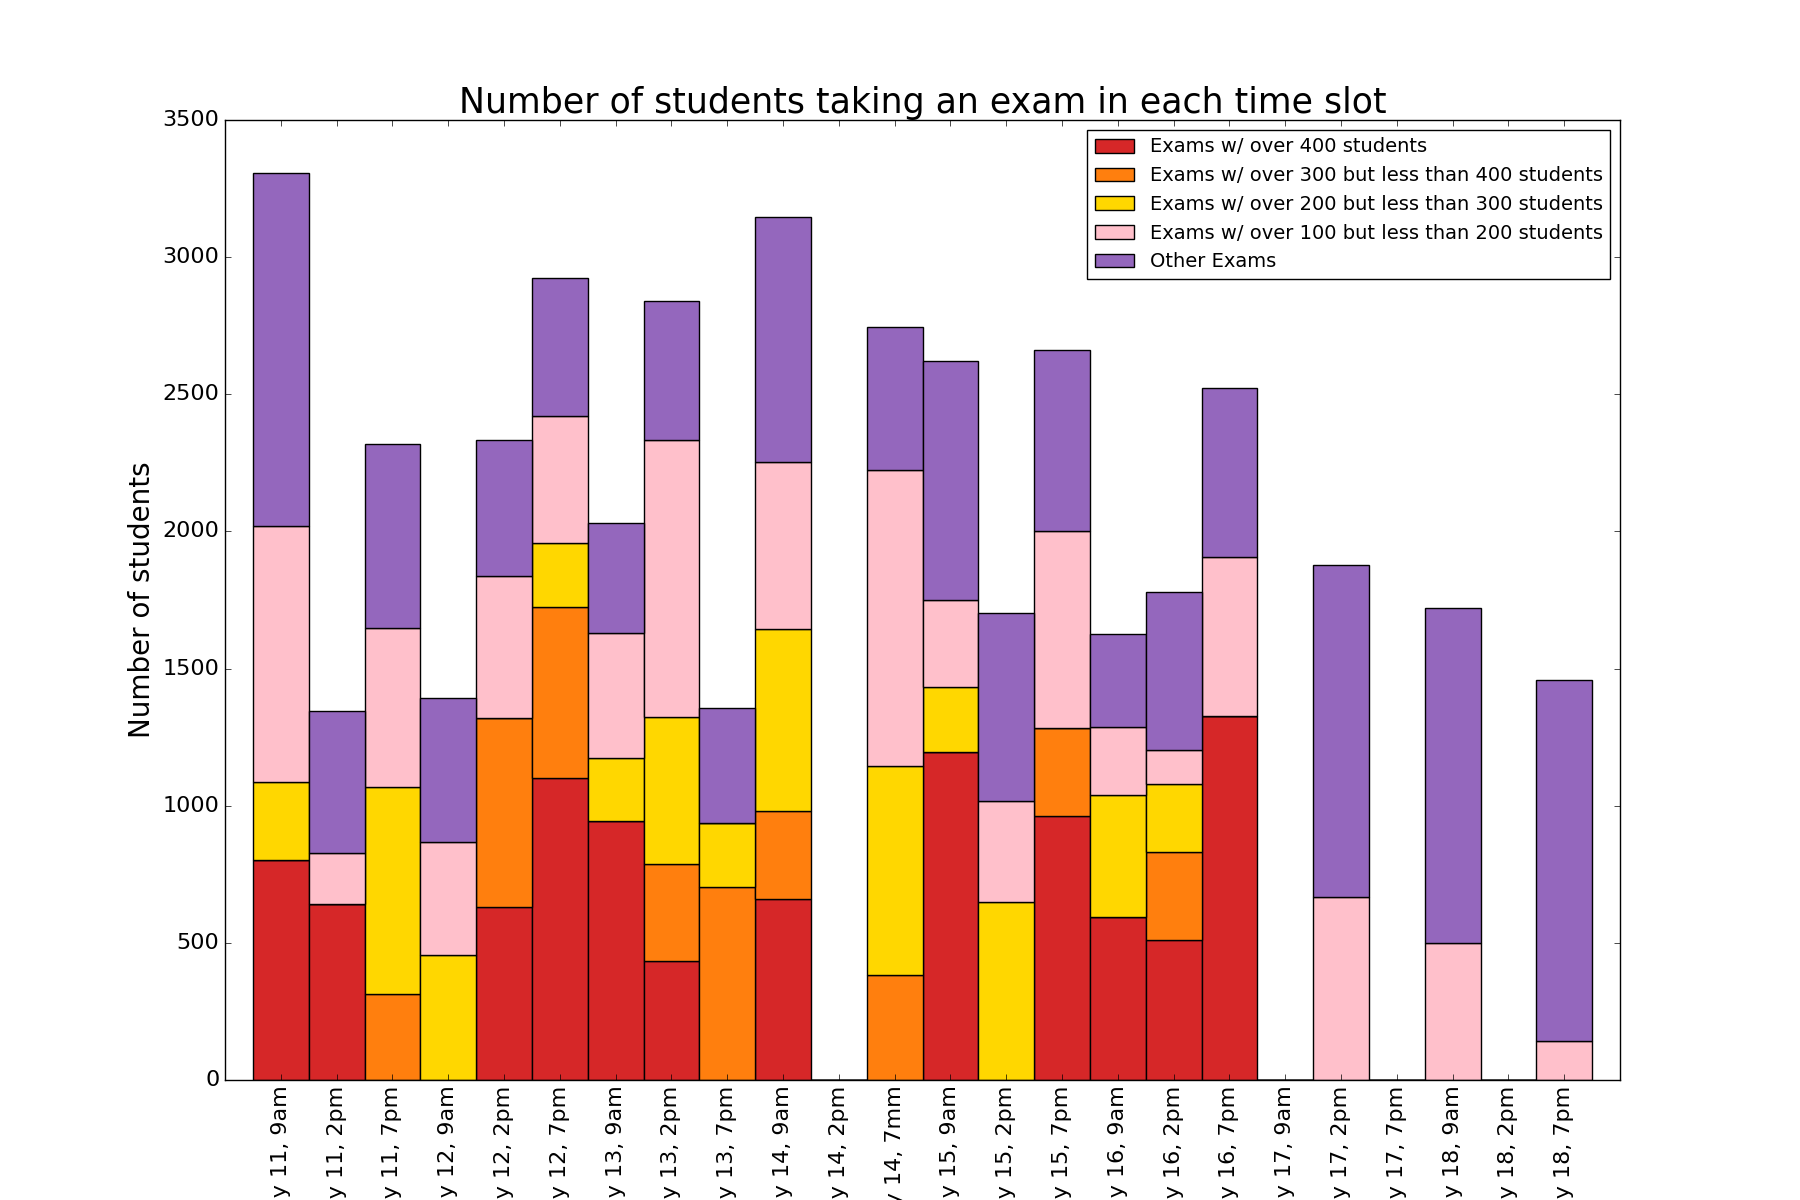 Number of students taking an exam in each time slot
Exams w/ over 400 students
Exams w/ over 300 but less than 400 students
Exams w/ over 200 but less than 300 students
Exams w/ over 100 but less than 200 students
Other Exams
Number of students
3500
3000
2500
2000
1500
1000
500
0
y 11, 9am
y 11, 2pm
y 11, 7pm
y 12, 9am
y 12, 2pm
y 12, 7pm
y 13, 9am
y 13, 2pm
y 13, 7pm
y 14, 9am
y 14, 2pm
y 14, 7mm
y 15, 9am
y 15, 2pm
y 15, 7pm
y 16, 9am
y 16, 2pm
y 16, 7pm
y 17, 9am
y 17, 2pm
y 17, 7pm
y 18, 9am
y 18, 2pm
y 18, 7pm